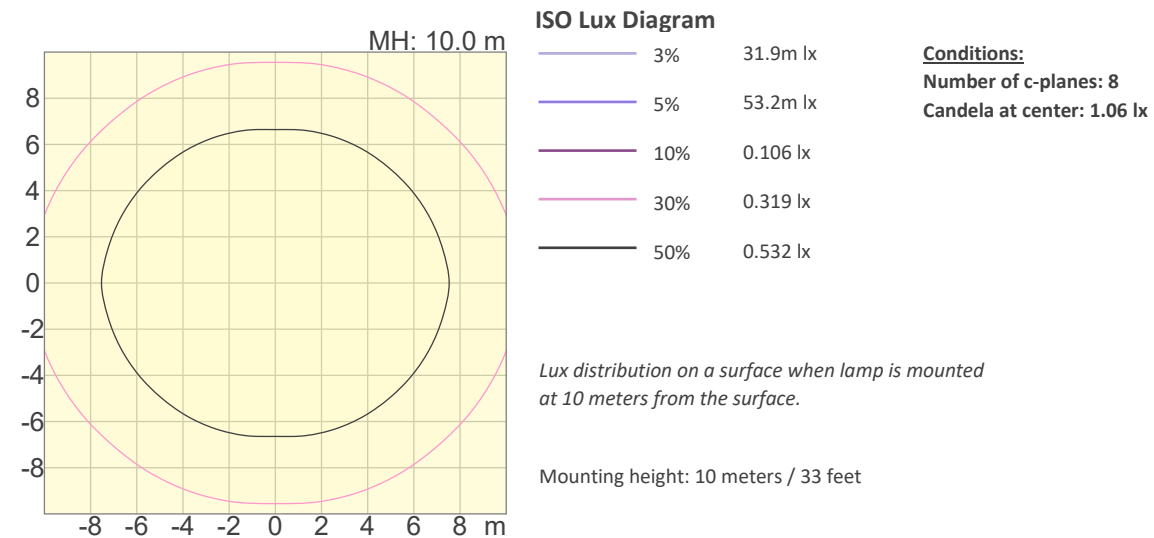 ISO Lux Diagram
MH: 10.0 m
8
6
4
2
0
-2
-4
-6
-8
-8 -6 -4 -2 0 2 4 6 8 m
3% 31.9m lx
5% 53.2m lx
10% 0.106 lx
30% 0.319 lx
50% 0.532 lx
Conditions:
Number of c-planes: 8
Candela at center: 1.06 lx
Lux distribution on a surface when lamp is mounted
at 10 meters from the surface.
Mounting height: 10 meters / 33 feet